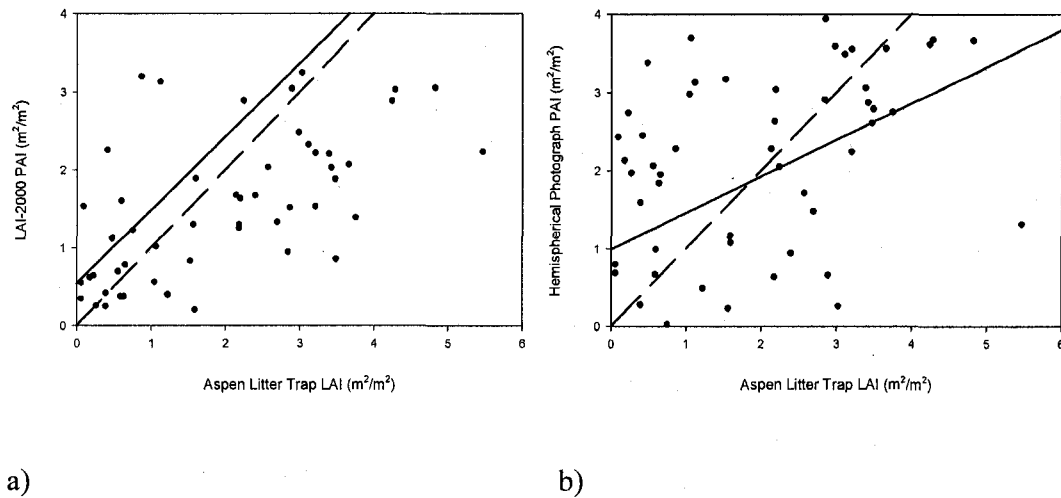 4
3
2
1
0
LAI-2000 PAI (m²/m²)
0 1 2 3 4 5 6
Aspen Litter Trap LAI (m²/m²)
a)
4
3
2
1
0
Hemispherical Photograph PAI (m²/m²)
0 1 2 3 4 5 6
Aspen Litter Trap LAI (m²/m²)
b)